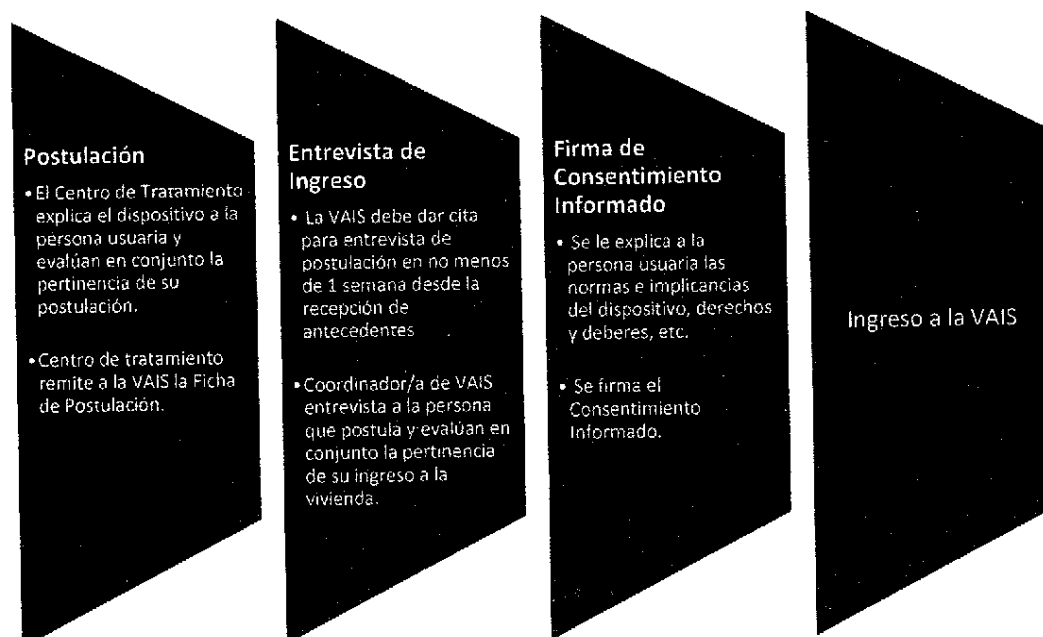 Postulación
• El Centro de Tratamiento
explica el dispositivo a la
persona usuaria y
evalúan en conjunto la
pertinencia de su
postulación.
• Centro de tratamiento
remite a la VAIS la Ficha
de Postulación.
Entrevista de
Ingreso
• La VAIS debe dar cita
para entrevista de
postulación en no menos
de 1 semana desde la
recepción de
antecedentes
• Coordinador/a de VAIS
entrevista a la persona
que postula y evalúan en
conjunto la pertinencia
de su ingreso a la
vivienda.
Firma de
Consentimiento
Informado
• Se le explica a la
persona usuaria las
normas e implicancias
del dispositivo, derechos
y deberes, etc.
• Se firma el
Consentimiento
Informado.
Ingreso a la VAIS